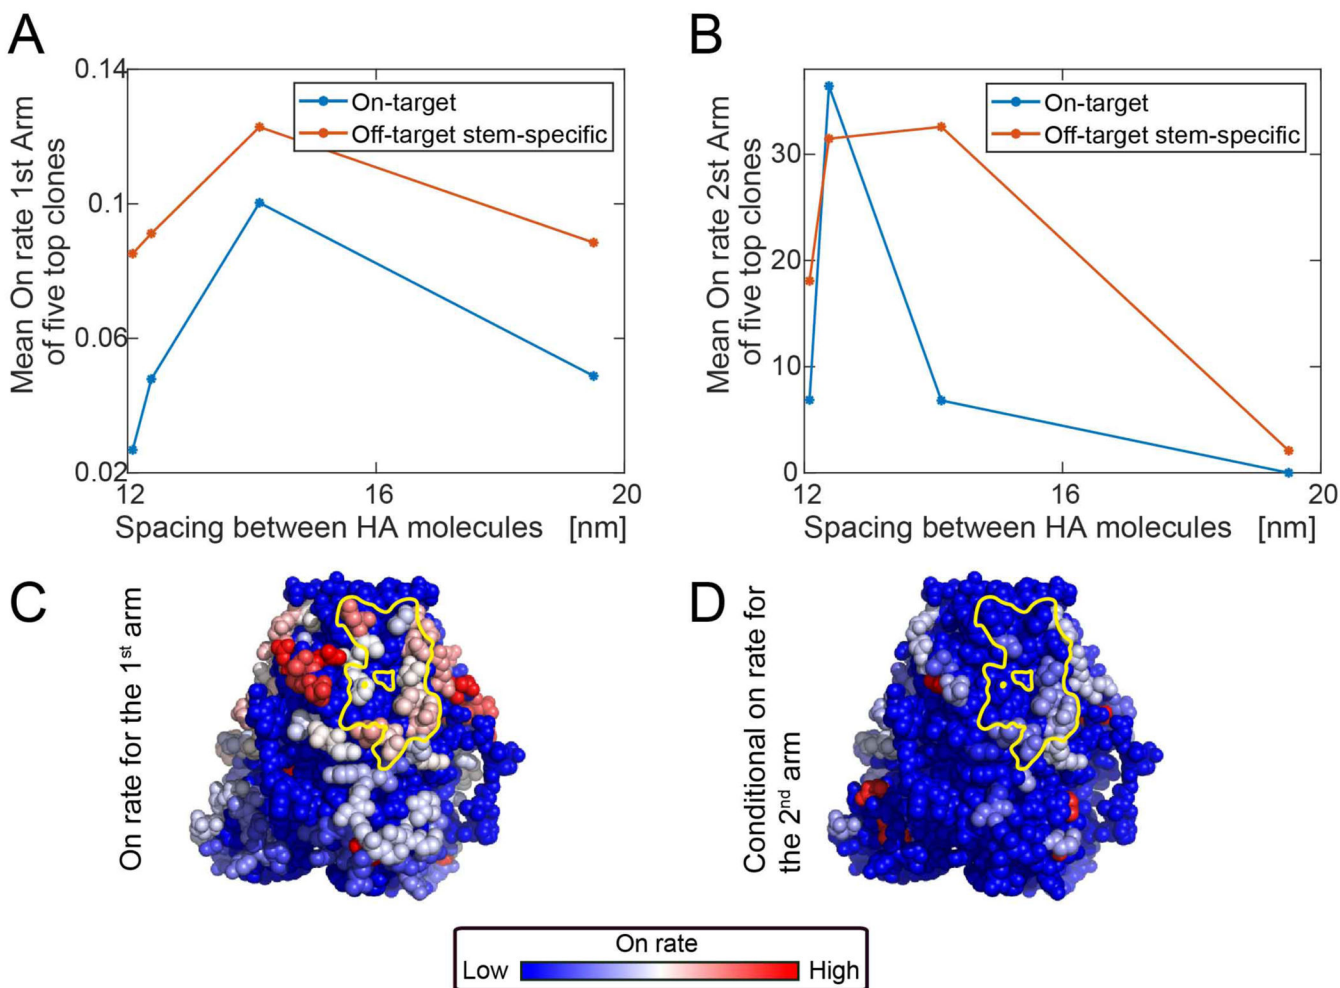 A
B
Mean On rate 1st Arm
of five top clones
0.14
0.1
0.06
0.02
On-target
Off-target stem-specific
12
16
20
Spacing between HA molecules [nm]
Mean On rate 2st Arm
of five top clones
30
20
10
0
On-target
Off-target stem-specific
12
16
20
Spacing between HA molecules [nm]
C
On rate for the 1st arm
D
Conditional on rate for
the 2nd arm
On rate
Low
High